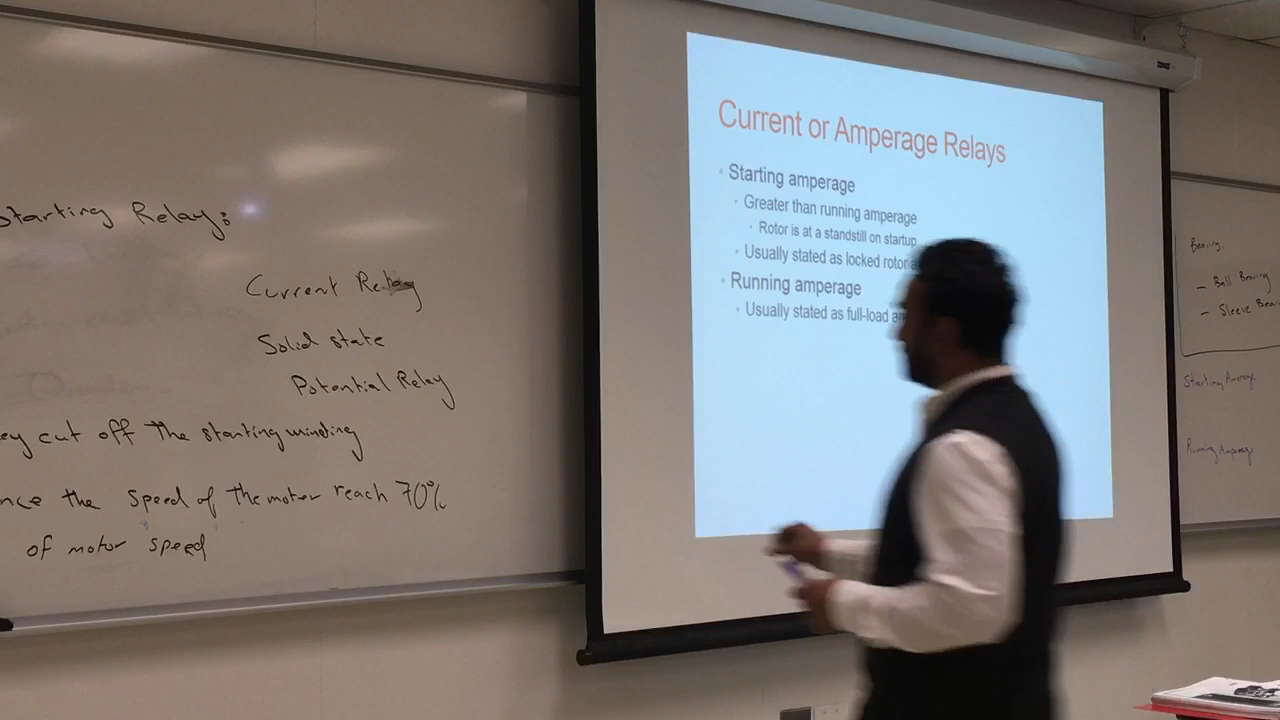 Starting Relay:
Current Relay
Solid state
Potential Relay
cut off the starting winding
the speed of the motor reach 70%
of motor speed
Current or Amperage Relays
Starting amperage
Greater than running amperage
Rotor is at a standstill on startup
Usually stated as locked rotor
Running amperage
Usually stated as full-load
Bearing:
- Ball Bearing
- Sleeve
Starting Amperage
Running Amperage